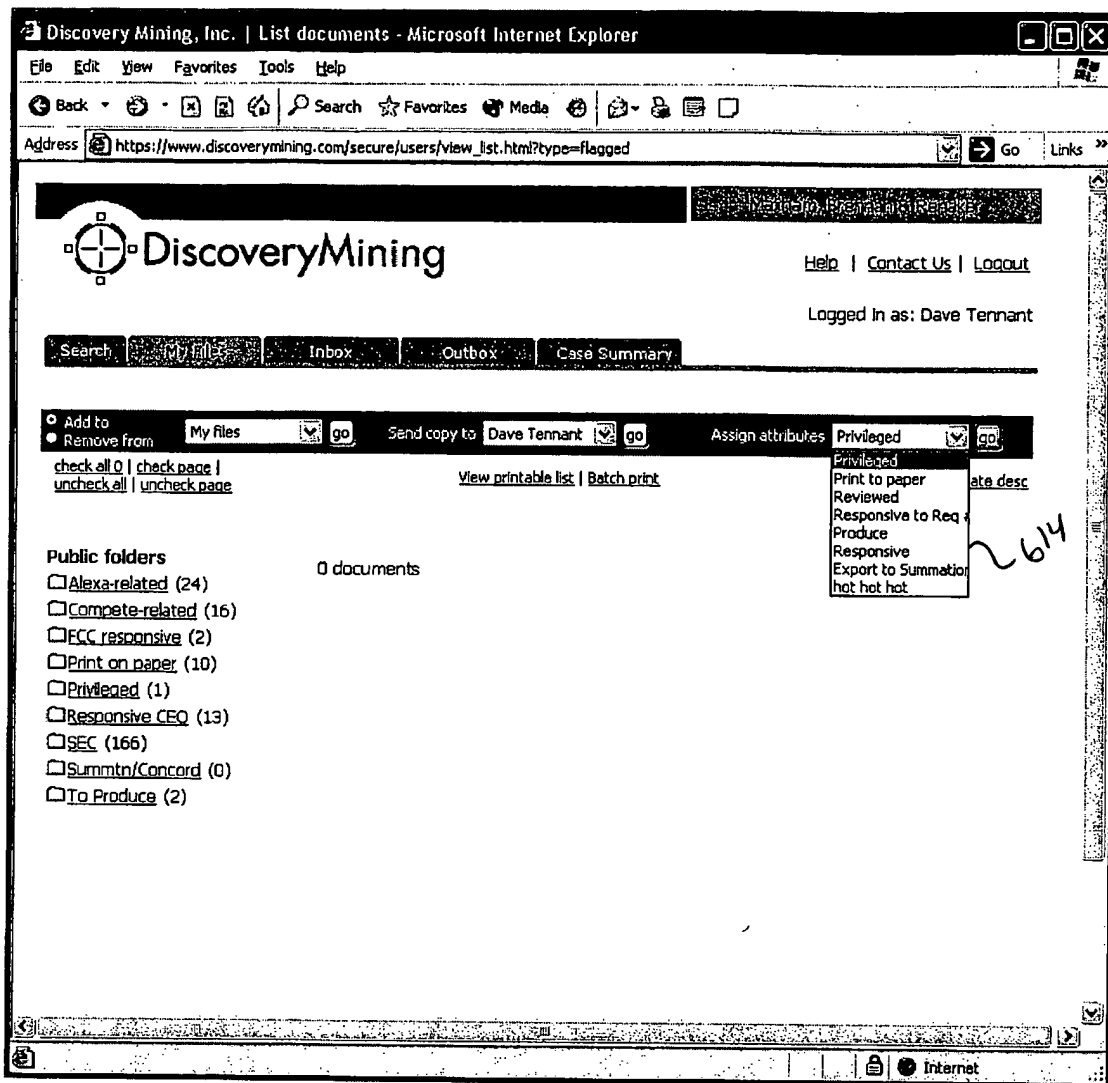 Discovery Mining, Inc. | List documents - Microsoft Internet Explorer
File Edit View Favorites Tools Help
Back Search Favorites Media
Address https://www.discoverymining.com/secure/users/view_list.html?type=flagged Go Links »
DiscoveryMining
Help | Contact Us | Logout
Logged in as: Dave Tennant
Search My Files Inbox Outbox Case Summary
Add to
Remove from My files go Send copy to Dave Tennant go Assign attributes Privileged go
check all 0 | check page |
uncheck all | uncheck page View printable list | Batch print ate desc
Privileged
Print to paper
Reviewed
Responsive to Req
Produce
Responsive
Export to Summation
hot hot hot
614
Public folders
0 documents
Alexa-related (24)
Compete-related (16)
FCC responsive (2)
Print on paper (10)
Privileged (1)
Responsive CEO (13)
SEC (166)
Summtn/Concord (0)
To Produce (2)
Internet